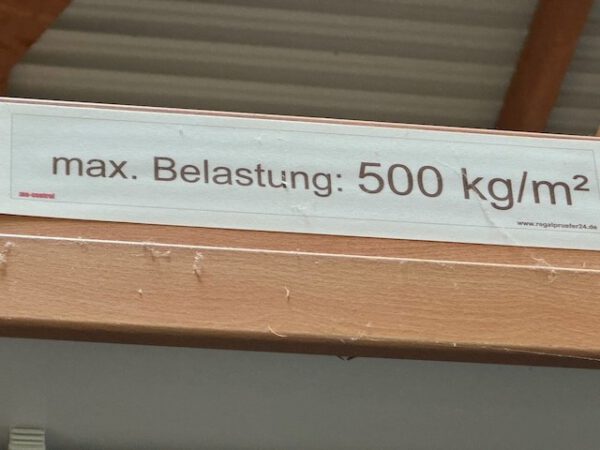 max. Belastung: 500 kg/m²
www.regalpruefer24.de